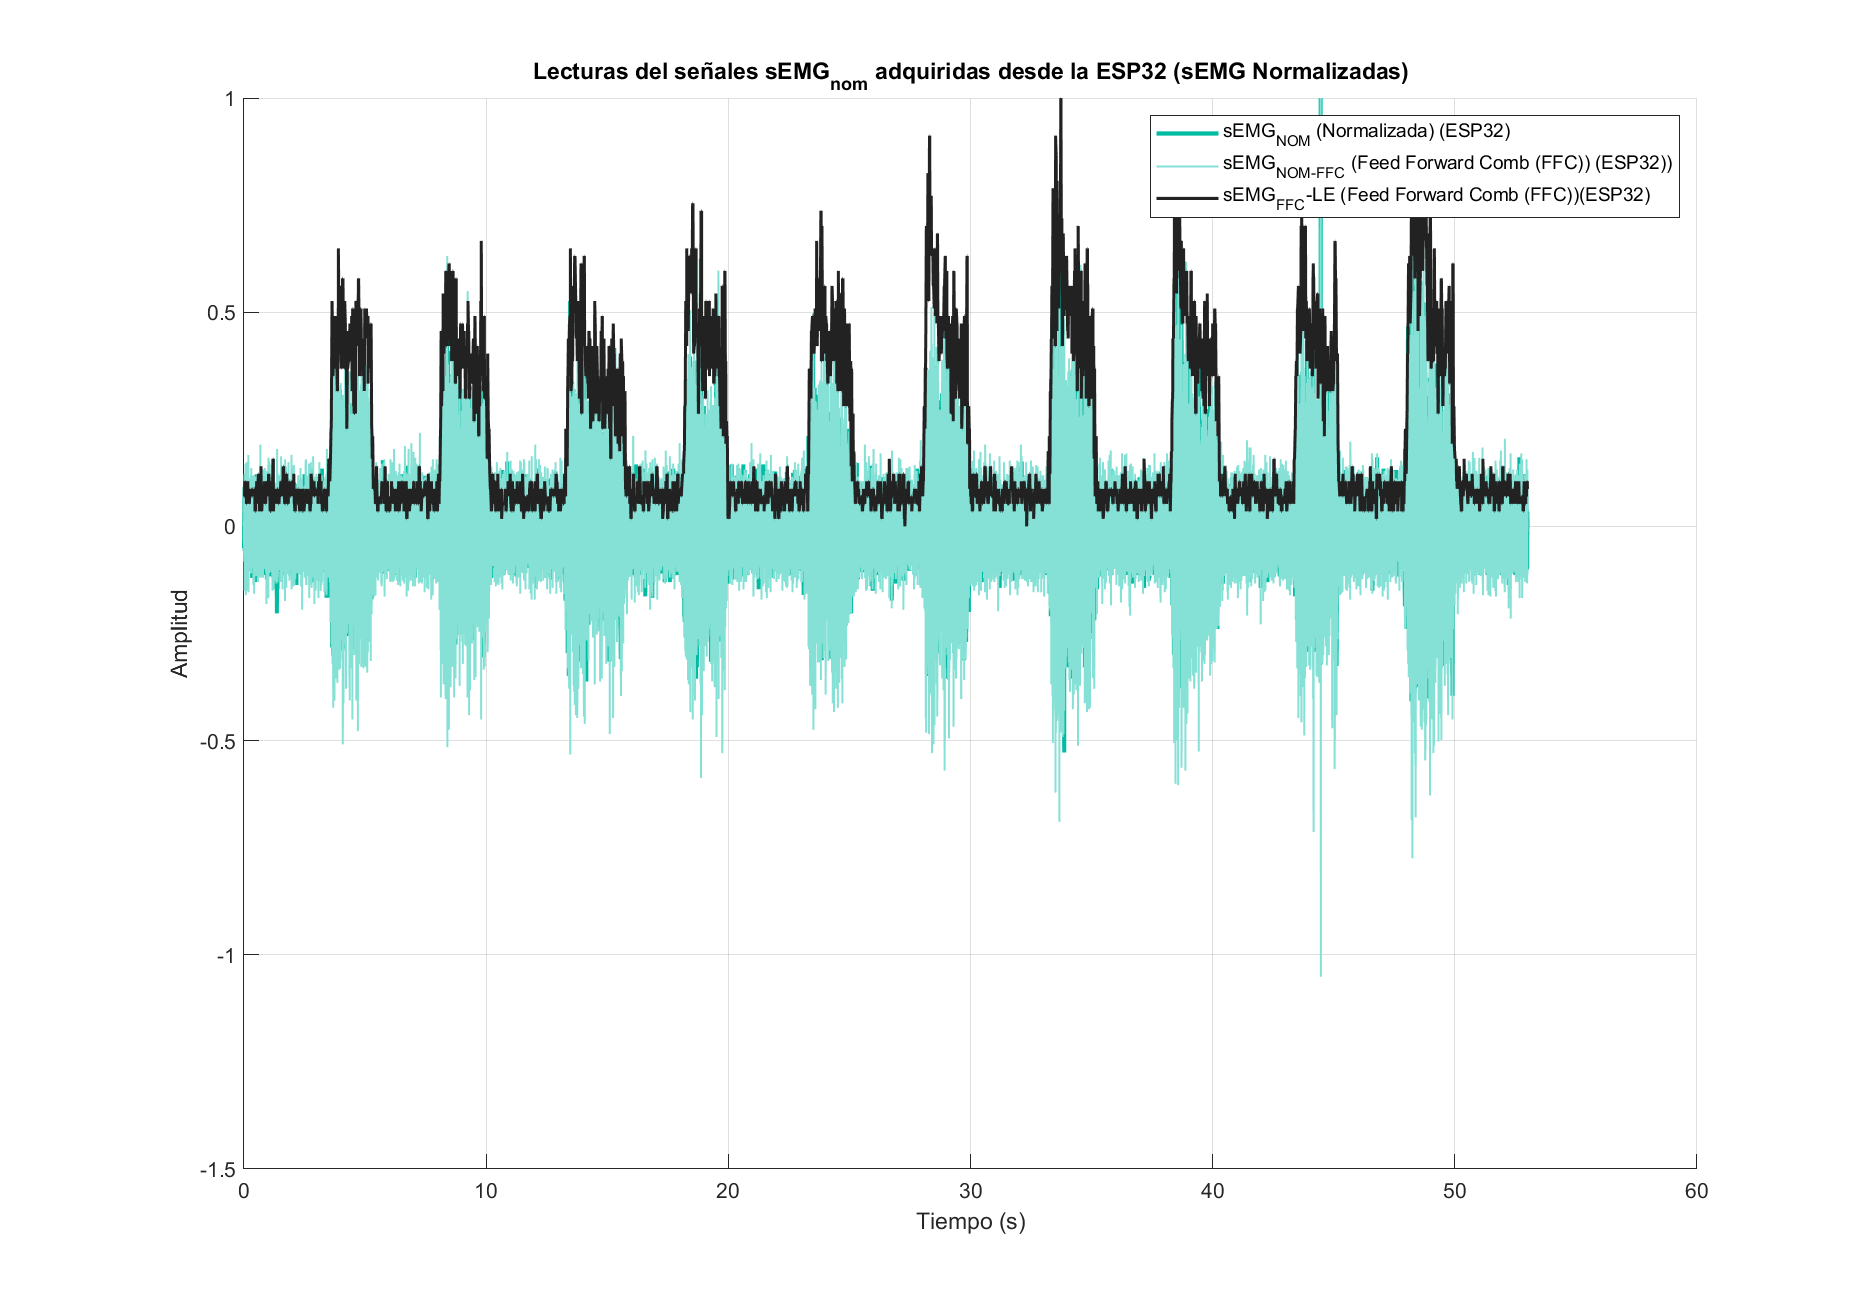 Lecturas del señales sEMGnom adquiridas desde la ESP32 (sEMG Normalizadas)
sEMGNOM (Normalizada) (ESP32)
sEMGNOM-FFC (Feed Forward Comb (FFC)) (ESP32))
sEMGFFC-LE (Feed Forward Comb (FFC))(ESP32)
1
0.5
0
-0.5
-1
-1.5
Amplitud
0 10 20 30 40 50 60
Tiempo (s)